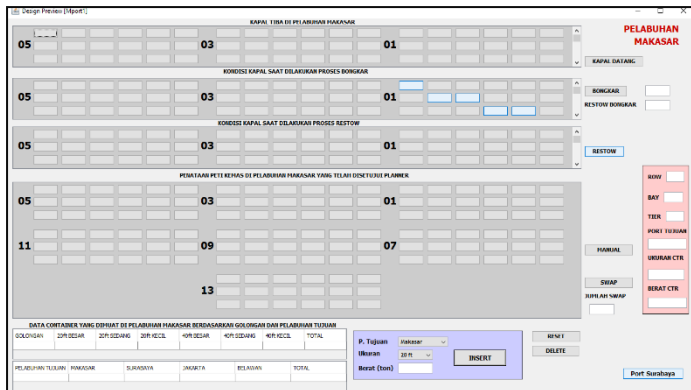 Design Preview [Mport1]
KAPAL TIBA DI PELABUHAN MAKASAR
PELABUHAN
MAKASAR
05 03 01
KAPAL DATANG
KONDISI KAPAL SAAT DILAKUKAN PROSES BONGKAR
05 03 01
BONGKAR
RESTOW BONGKAR
KONDISI KAPAL SAAT DILAKUKAN PROSES RESTOW
05 03 01
RESTOW
PENATAAN PETI KEMAS DI PELABUHAN MAKASAR YANG TELAH DISETUJUI PLANNER
05 03 01
11 09 07
13
ROW
BAY
TIER
PORT TUJUAN
UKURAN CTR
BERAT CTR
MANUAL
SWAP
JUMLAH SWAP
DATA CONTAINER YANG DIMUAT DI PELABUHAN MAKASAR BERDASARKAN GOLONGAN DAN PELABUHAN TUJUAN
GOLONGAN 20ft BESAR 20ft SEDANG 20ft KECIL 40ft BESAR 40ft SEDANG 40ft KECIL TOTAL
PELABUHAN TUJUAN MAKASAR SURABAYA JAKARTA BELAWAN TOTAL
P. Tujuan Makasar
Ukuran 20 ft
Berat (ton)
INSERT
RESET
DELETE
Port Surabaya